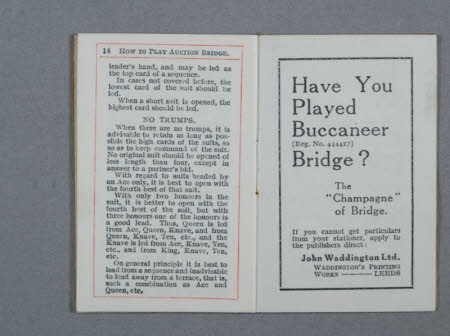 14 HOW TO PLAY AUCTION BRIDGE.
leader's hand, and may be led as
the top card of a sequence.
In cases not covered before, the
lowest card of the suit should be
led.
When a short suit is opened, the
highest card should be led.
NO TRUMPS.
When there are no trumps, it is
advisable to retain as long as pos-
sible the high cards of the suits, so
so as to keep command of the suit.
No original suit should be opened of
less length than four, except in
answer to a partner's bid.
With regard to suits headed by
an Ace only, it is best to open with
the fourth best of that suit.
With only two honours in the
suit, it is better to open with the
fourth best of the suit, but with
three honours one of the honours is
a good lead. Thus, Queen is led
from Ace, Queen, Knave, and from
Queen, Knave, Ten, etc., and the
Knave is led from Ace, Knave, Ten,
etc., and from King, Knave, Ten,
etc.
On general principle it is best to
lead from a sequence and inadvisable
to lead away from a terrace, that is,
such a combination as Ace and
Queen, etc.
Have You
Played
Buccaneer
(Reg. No. 444427)
Bridge?
The
"Champagne"
of Bridge.
If you cannot get particulars
from your stationer, apply to
the publishers direct:
John Waddington Ltd.
WADDINGTON'S PRINTING
WORKS — LEEDS